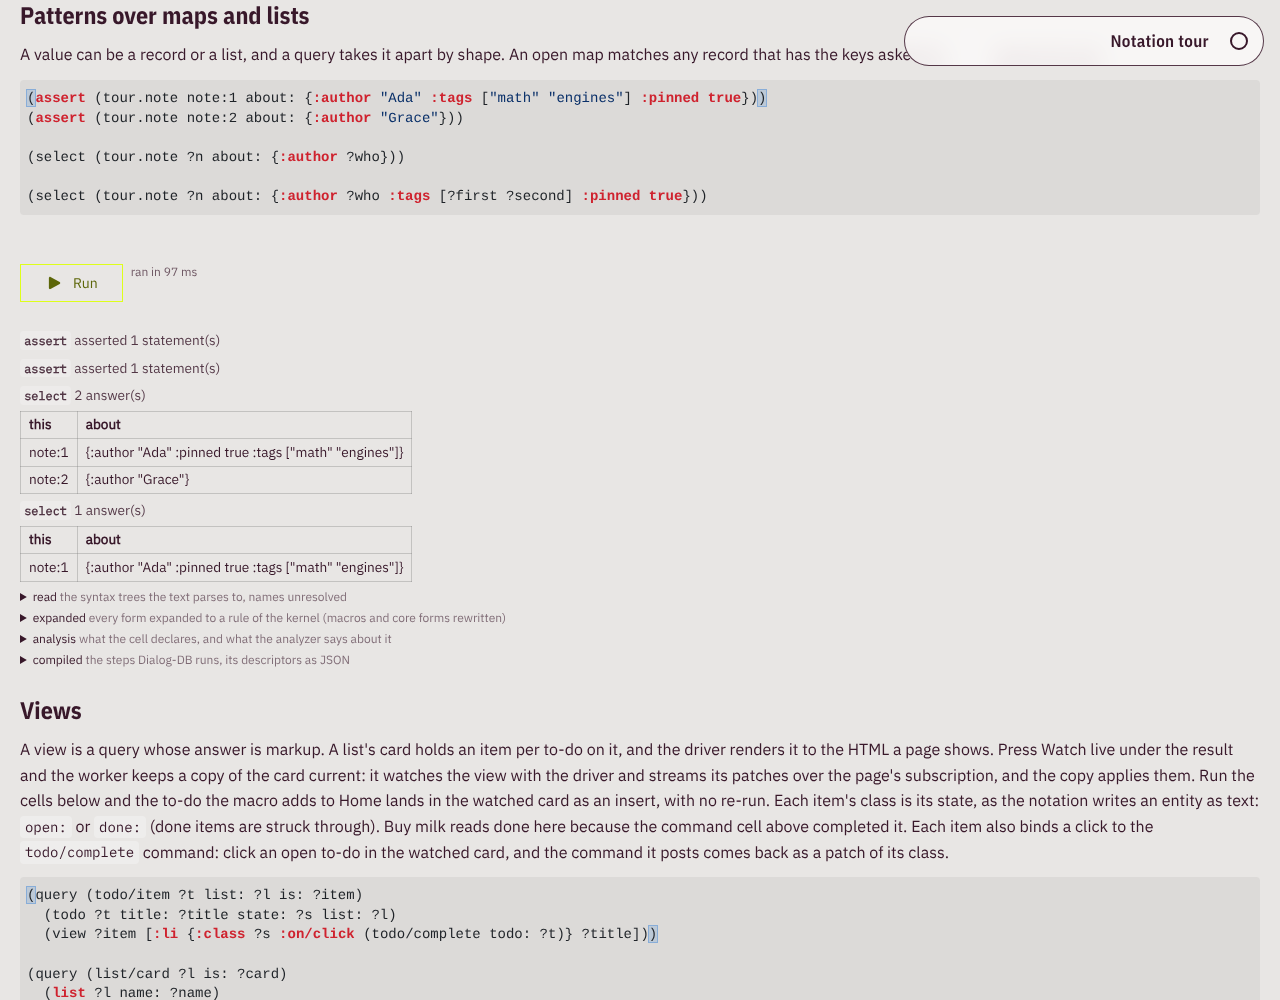 Patterns over maps and lists
Notation tour
A value can be a record or a list, and a query takes it apart by shape. An open map matches any record that has the keys
(assert (tour.note note:1 about: {:author "Ada" :tags ["math" "engines"] :pinned true}))
(assert (tour.note note:2 about: {:author "Grace"}))
(select (tour.note ?n about: {:author ?who}))
(select (tour.note ?n about: {:author ?who :tags [?first ?second] :pinned true}))
Run
ran in 97 ms
assert asserted 1 statement(s)
assert asserted 1 statement(s)
select 2 answer(s)
this about
note:1 {:author "Ada" :pinned true :tags ["math" "engines"]}
note:2 {:author "Grace"}
select 1 answer(s)
this about
note:1 {:author "Ada" :pinned true :tags ["math" "engines"]}
read the syntax trees the text parses to, names unresolved
expanded every form expanded to a rule of the kernel (macros and core forms rewritten)
analysis what the cell declares, and what the analyzer says about it
compiled the steps Dialog-DB runs, its descriptors as JSON
Views
A view is a query whose answer is markup. A list's card holds an item per to-do on it, and the driver renders it to the HTML a page shows. Press Watch live under the result
and the worker keeps a copy of the card current: it watches the view with the driver and streams its patches over the page's subscription, and the copy applies them. Run the
cells below and the to-do the macro adds to Home lands in the watched card as an insert, with no re-run. Each item's class is its state, as the notation writes an entity as text:
open: or done: (done items are struck through). Buy milk reads done here because the command cell above completed it. Each item also binds a click to the
todo/complete command: click an open to-do in the watched card, and the command it posts comes back as a patch of its class.
(query (todo/item ?t list: ?l is: ?item)
(todo ?t title: ?title state: ?s list: ?l)
(view ?item [:li {:class ?s :on/click (todo/complete todo: ?t)} ?title]))
(query (list/card ?l is: ?card)
(list ?l name: ?name)